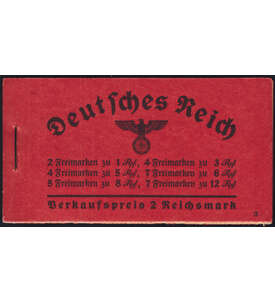 Deutsches Reich
2 Freimarken zu 1 Rpf, 4 Freimarken zu 3 Rpf
4 Freimarken zu 5 Rpf, 7 Freimarken zu 6 Rpf
5 Freimarken zu 8 Rpf, 7 Freimarken zu 12 Rpf
Verkaufspreis 2 Reichsmark